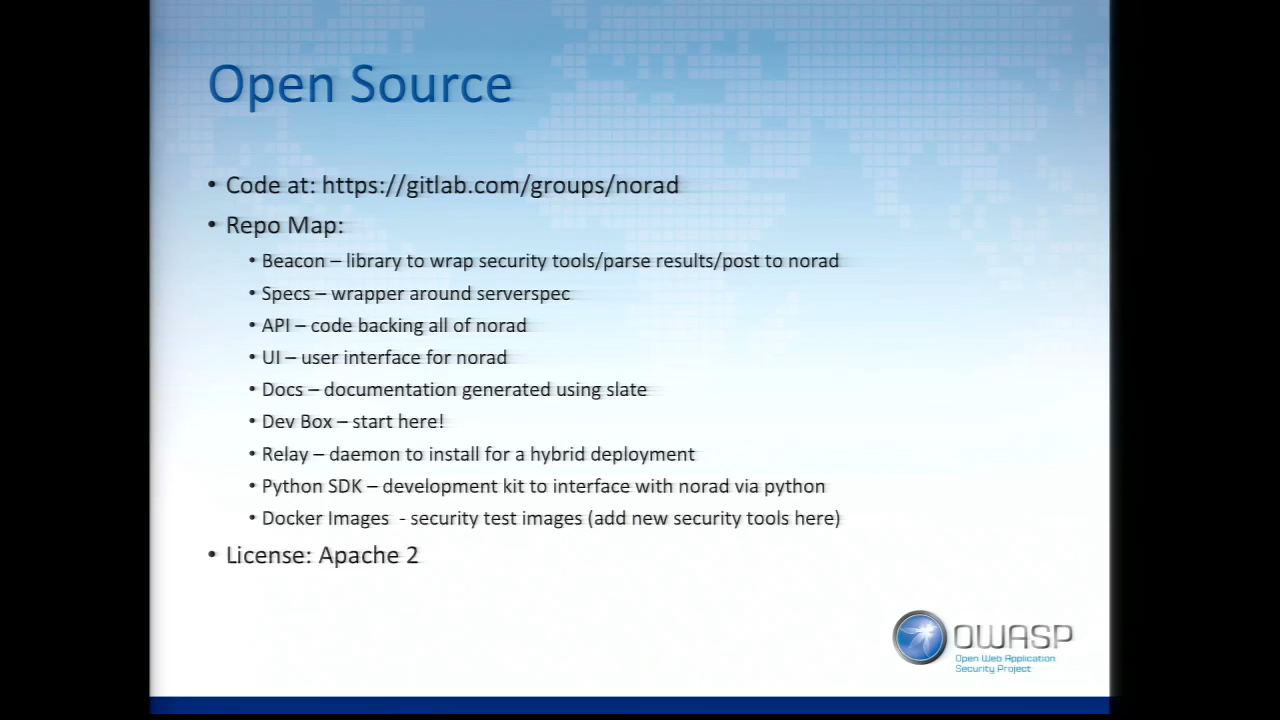 Open Source
• Code at: https://gitlab.com/groups/norad
• Repo Map:
• Beacon – library to wrap security tools/parse results/post to norad
• Specs – wrapper around serverspec
• API – code backing all of norad
• UI – user interface for norad
• Docs – documentation generated using slate
• Dev Box – start here!
• Relay – daemon to install for a hybrid deployment
• Python SDK – development kit to interface with norad via python
• Docker Images  - security test images (add new security tools here)
• License: Apache 2
OWASP
Open Web Application
Security Project